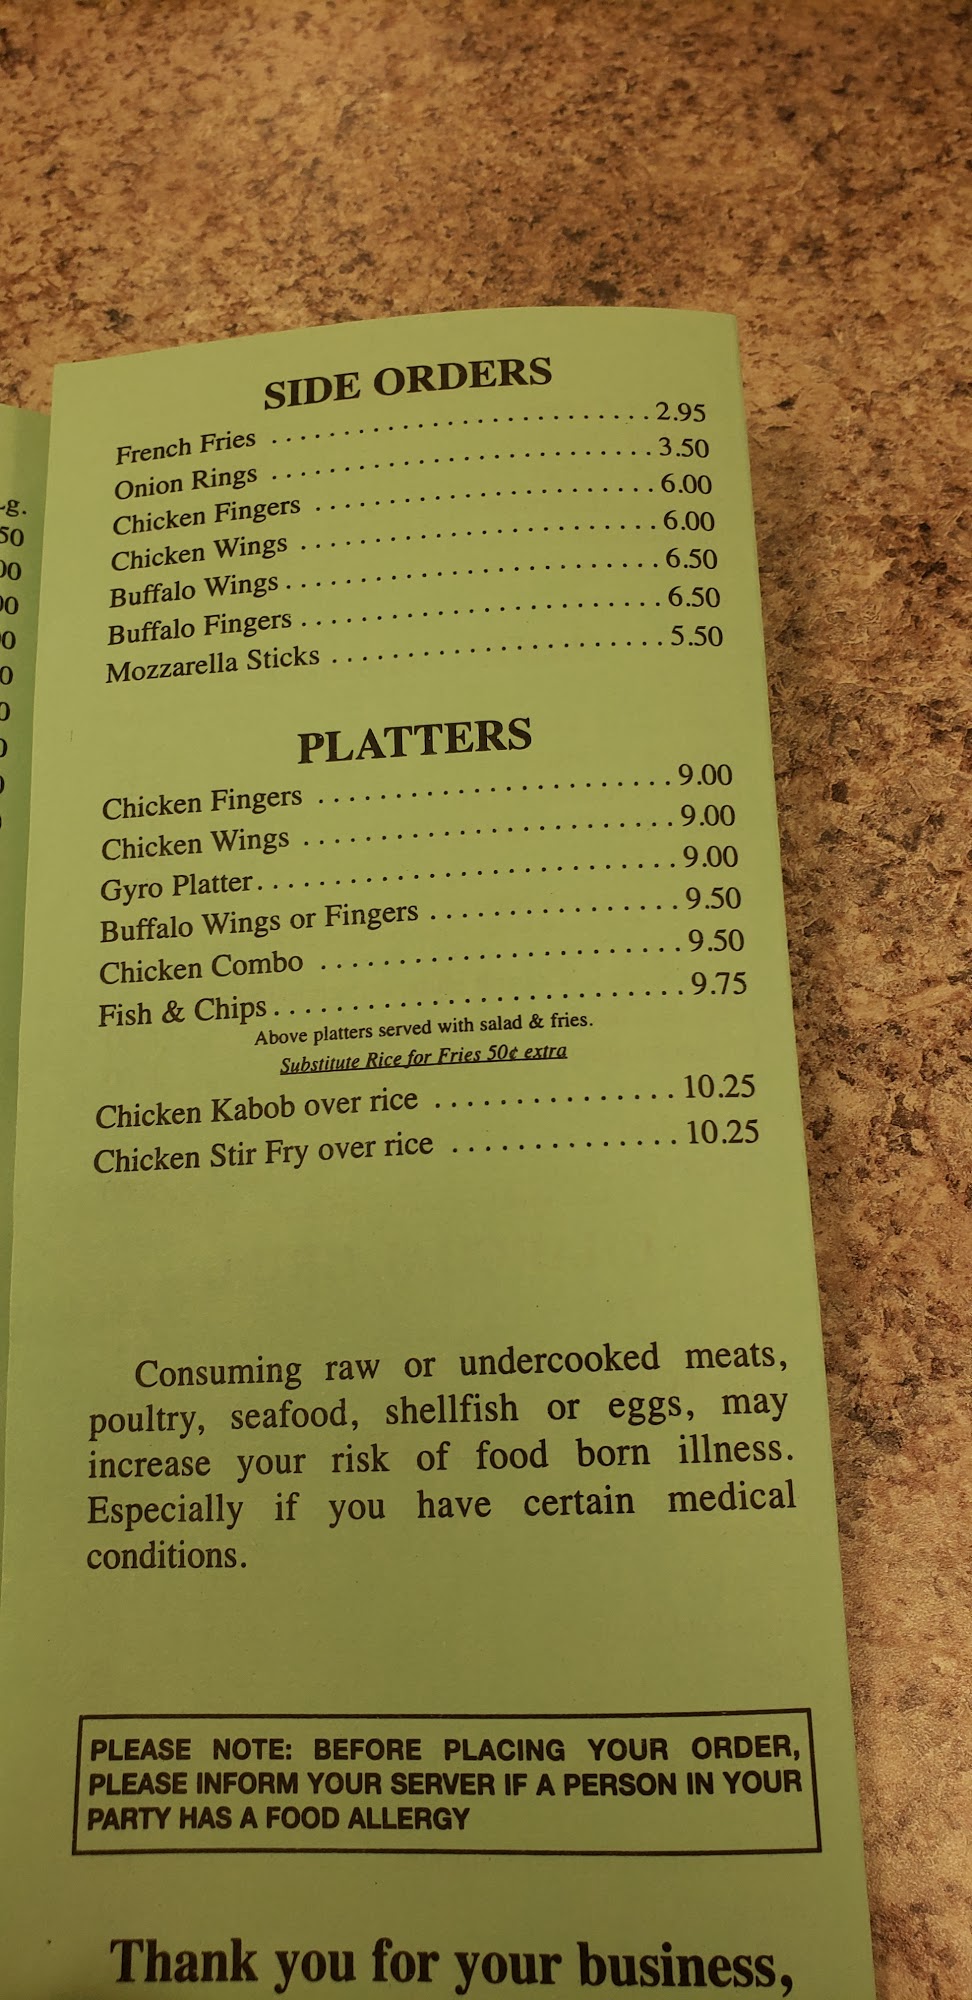 SIDE ORDERS
French Fries ............................ 2.95
Onion Rings ............................ 3.50
Chicken Fingers ........................ 6.00
Chicken Wings ......................... 6.00
Buffalo Wings .......................... 6.50
Buffalo Fingers ......................... 6.50
Mozzarella Sticks ...................... 5.50
PLATTERS
Chicken Fingers ....................... 9.00
Chicken Wings ........................ 9.00
Gyro Platter ............................ 9.00
Buffalo Wings or Fingers ................ 9.50
Chicken Combo ........................ 9.50
Fish & Chips ........................... 9.75
Above platters served with salad & fries.
Substitute Rice for Fries 50¢ extra
Chicken Kabob over rice ................ 10.25
Chicken Stir Fry over rice ............... 10.25
Consuming raw or undercooked meats,
poultry, seafood, shellfish or eggs, may
increase your risk of food born illness.
Especially if you have certain medical
conditions.
PLEASE NOTE: BEFORE PLACING YOUR ORDER,
PLEASE INFORM YOUR SERVER IF A PERSON IN YOUR
PARTY HAS A FOOD ALLERGY
Thank you for your business,